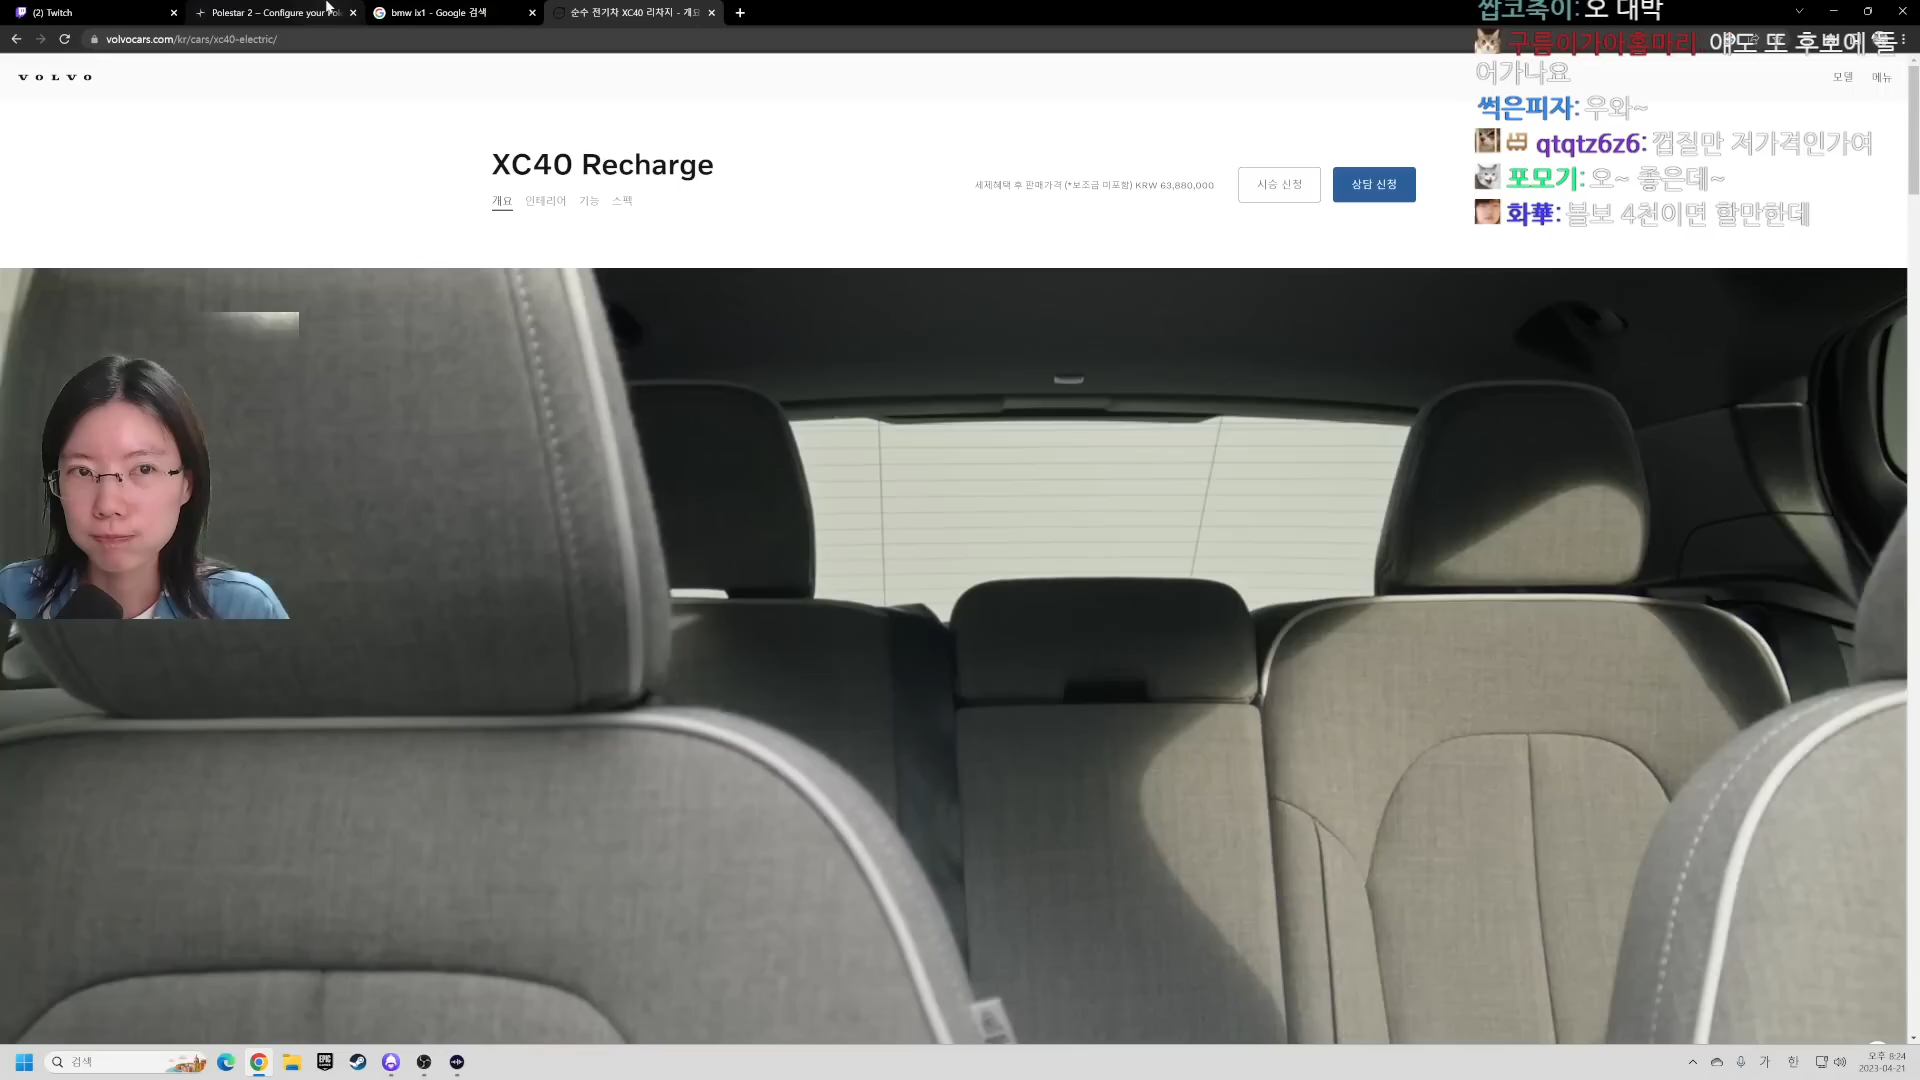 (2) Twitch
Polestar 2 – Configure your Pole
bmw ix1 - Google 검색
순수 전기차 XC40 리차지 - 개요
volvocars.com/kr/cars/xc40-electric/
VOLVO
모델 메뉴
XC40 Recharge
개요 인테리어 기능 스펙
세제혜택 후 판매가격 (*보조금 미포함) KRW 63,880,000
시승 신청
상담 신청
짭코축이: 오 대박
구름이가아홉마리 얘도 또 후보에 들
어가나요
썩은피자: 우와~
qtqtz6z6: 껍질만 저가격인가여
포모기: 오~ 좋은데~
화華: 볼보 4천이면 할만한데
검색
EPIC
가 한
오후 8:24
2023-04-21